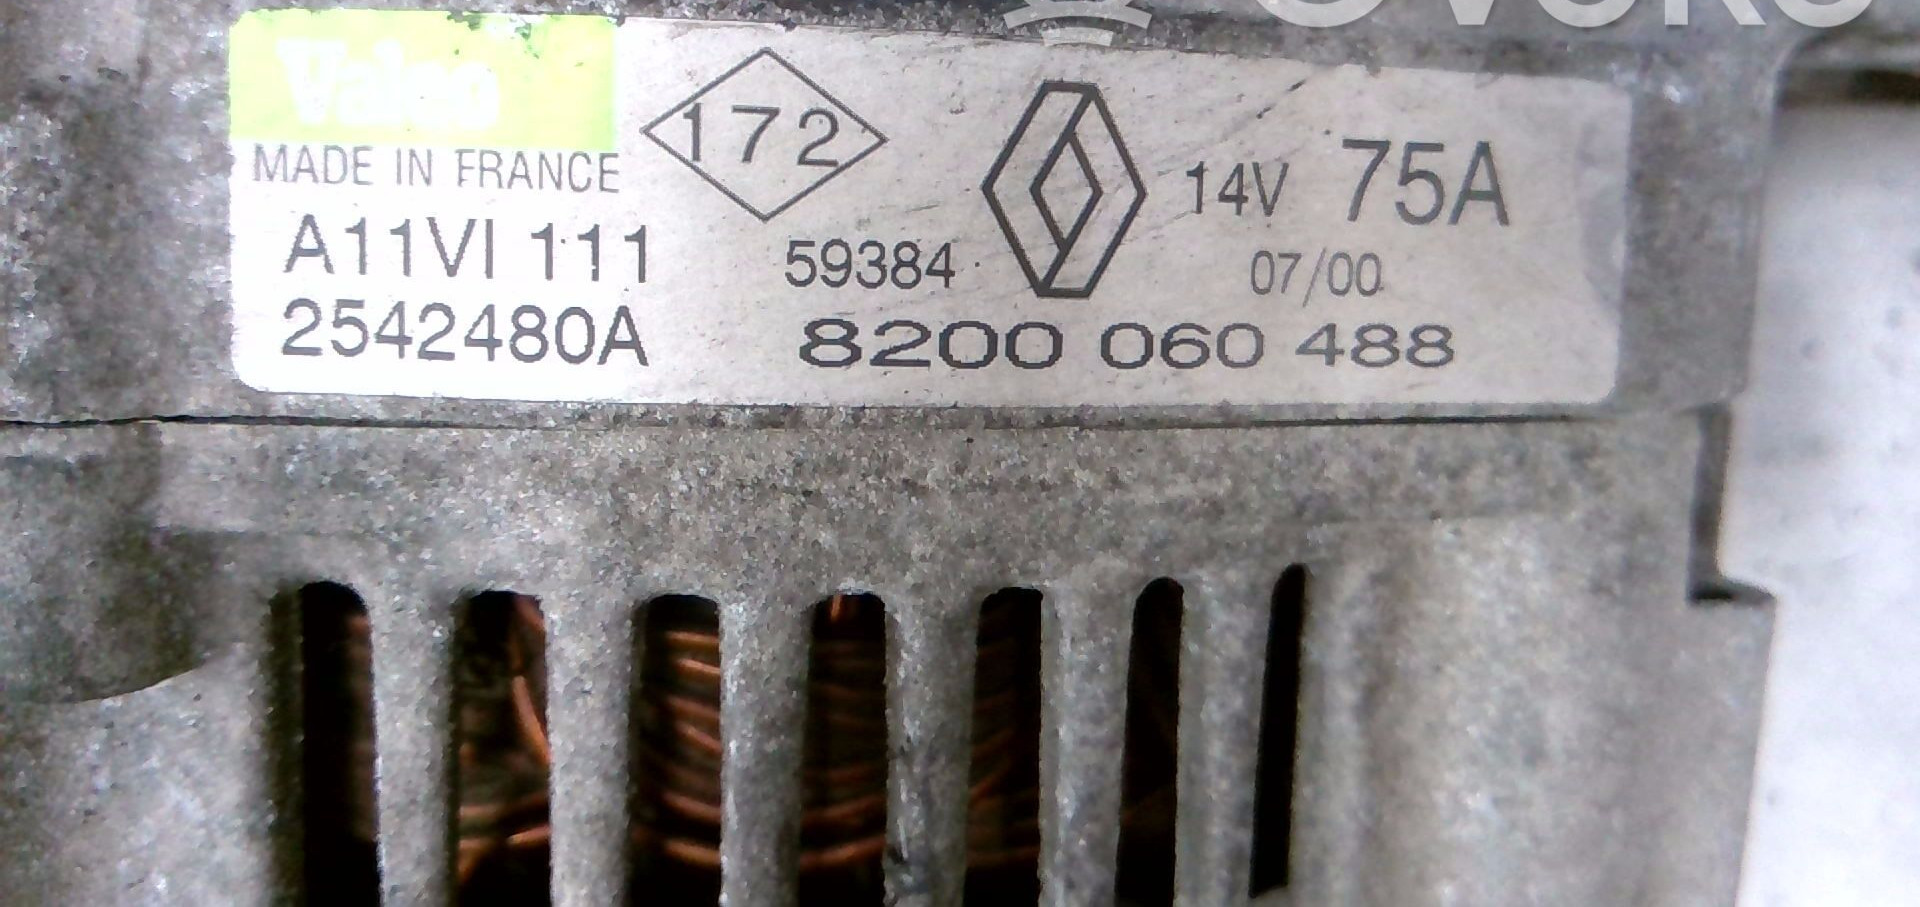 Valeo
MADE IN FRANCE
172
14V 75A
A11VI 111
59384
07/00
2542480A
8200 060 488